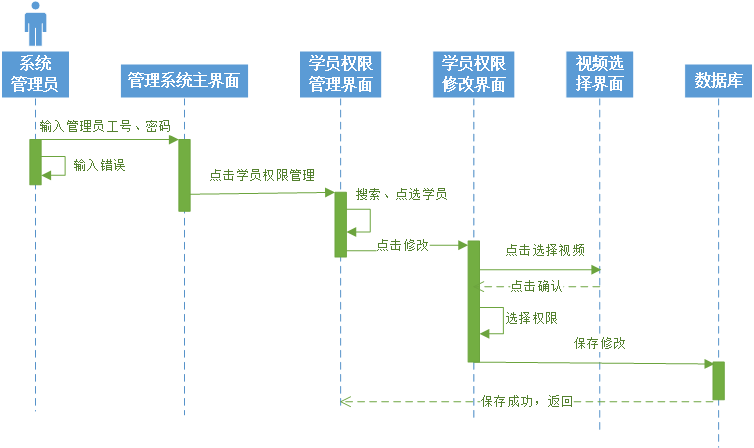 系统
管理员
管理系统主界面
学员权限
管理界面
学员权限
修改界面
视频选
择界面
数据库
输入管理员工号、密码
输入错误
点击学员权限管理
搜索、点选学员
点击修改
点击选择视频
点击确认
选择权限
保存修改
保存成功，返回